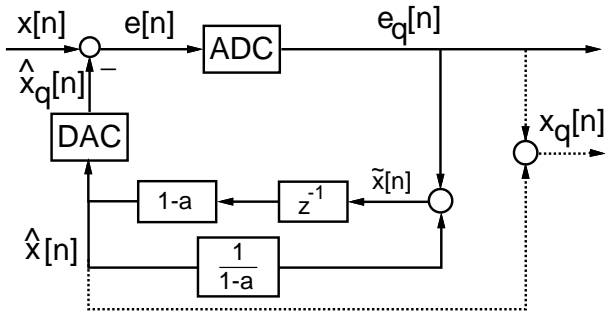 x[n] e[n] ADC e_q[n]
x̂_q[n] −
DAC x_q[n]
1-a z^-1 x̃[n]
x̂[n] 1/(1-a)